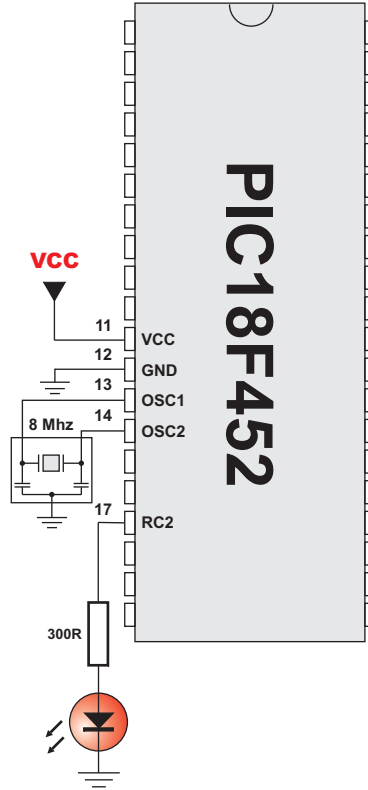 PIC18F452
VCC
11
VCC
12
GND
13
OSC1
8 Mhz
14
OSC2
17
RC2
300R